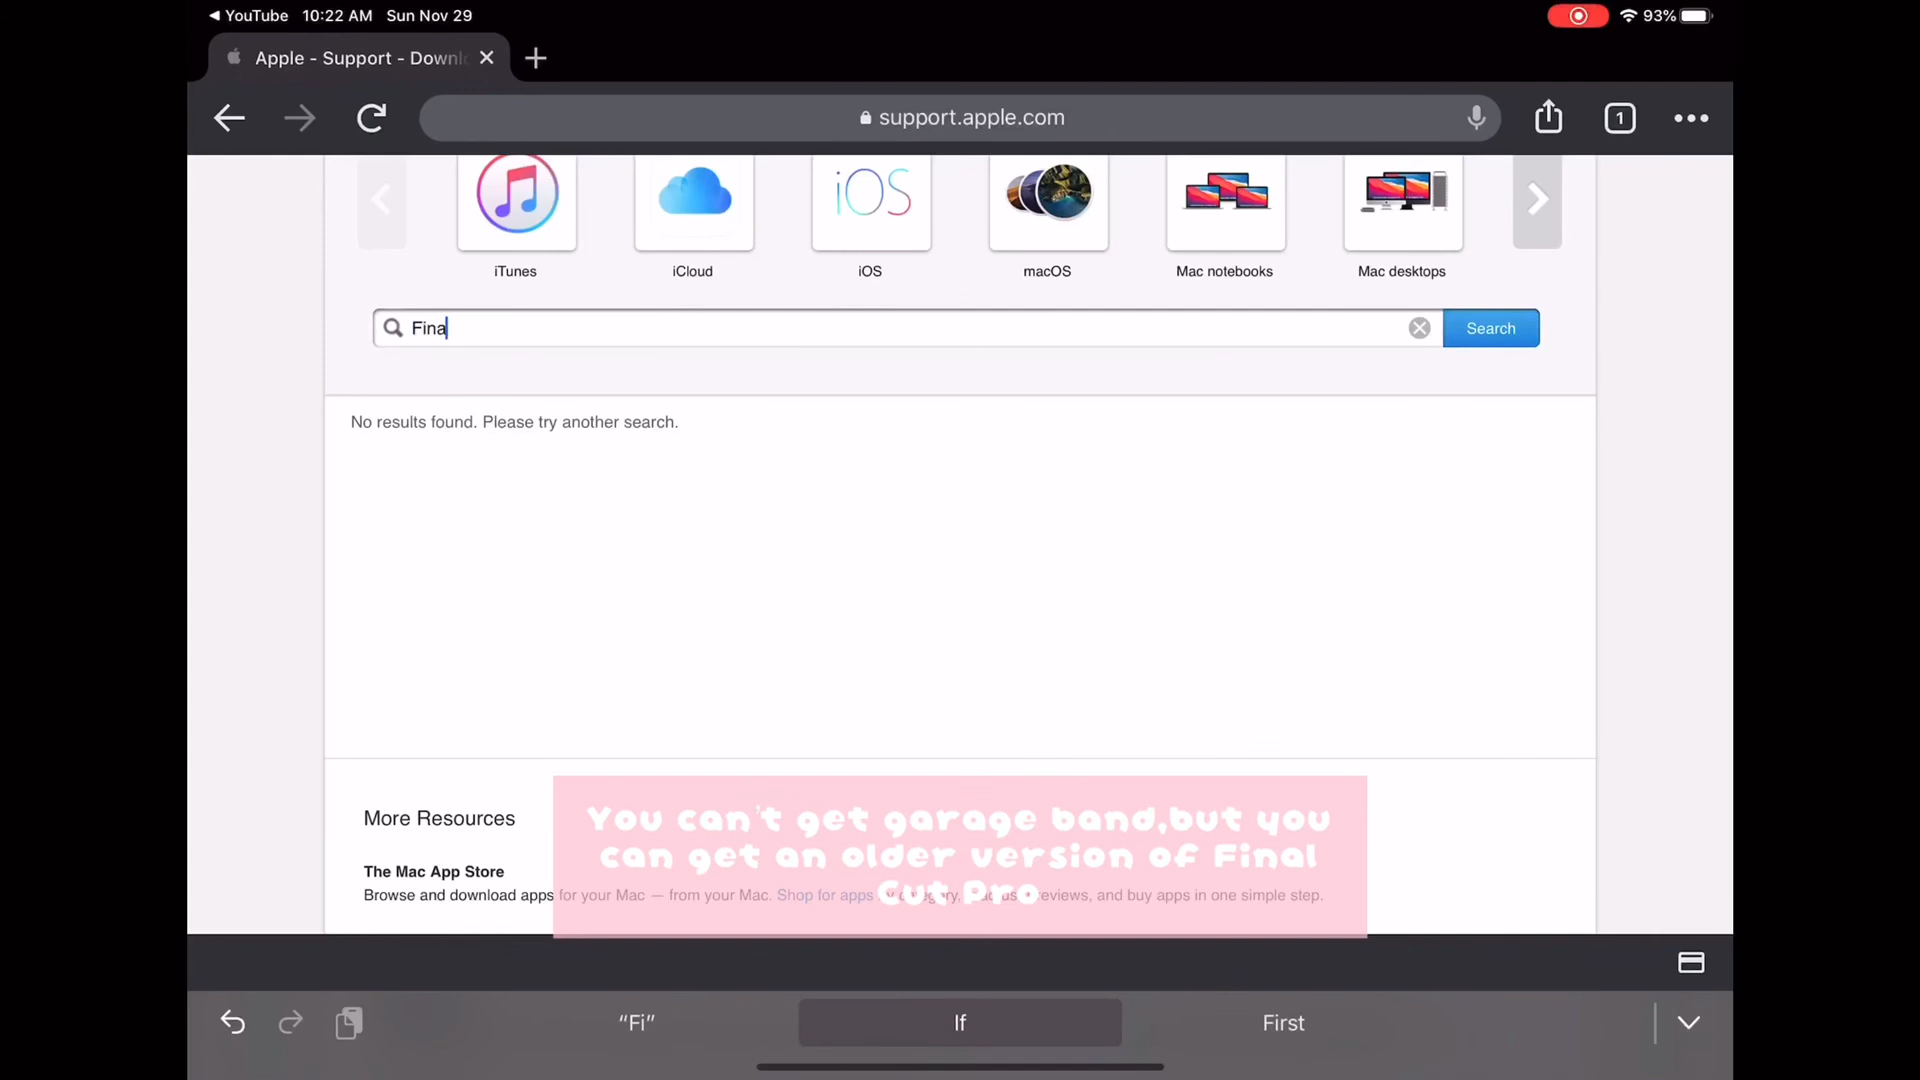 YouTube 10:22 AM Sun Nov 29 93%
Apple - Support - Downl
support.apple.com
1
iOS
iTunes iCloud iOS macOS Mac notebooks Mac desktops
Fina Search
No results found. Please try another search.
More Resources
You can't get garage band,but you
can get an older version of Final
Cut Pro
The Mac App Store
Browse and download apps for your Mac — from your Mac. Shop for apps reviews, and buy apps in one simple step.
“Fi” If First